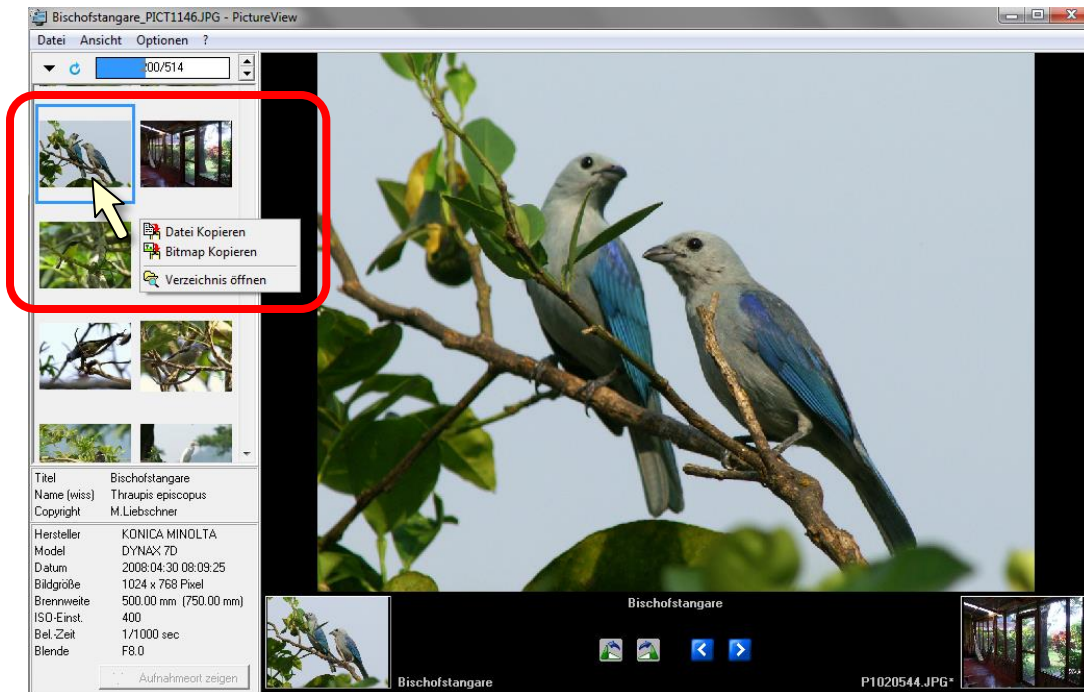 Bischofstangare_PICT1146.JPG - PictureView
Datei Ansicht Optionen ?
200/514
Datei Kopieren
Bitmap Kopieren
Verzeichnis öffnen
Titel Bischofstangare
Name (wiss) Thraupis episcopus
Copyright M.Liebschner
Hersteller KONICA MINOLTA
Model DYNAX 7D
Datum 2008:04:30 08:09:25
Bildgröße 1024 x 768 Pixel
Brennweite 500.00 mm (750.00 mm)
ISO-Einst. 400
Bel.-Zeit 1/1000 sec
Blende F8.0
Aufnahmeort zeigen
Bischofstangare
Bischofstangare
P1020544.JPG*